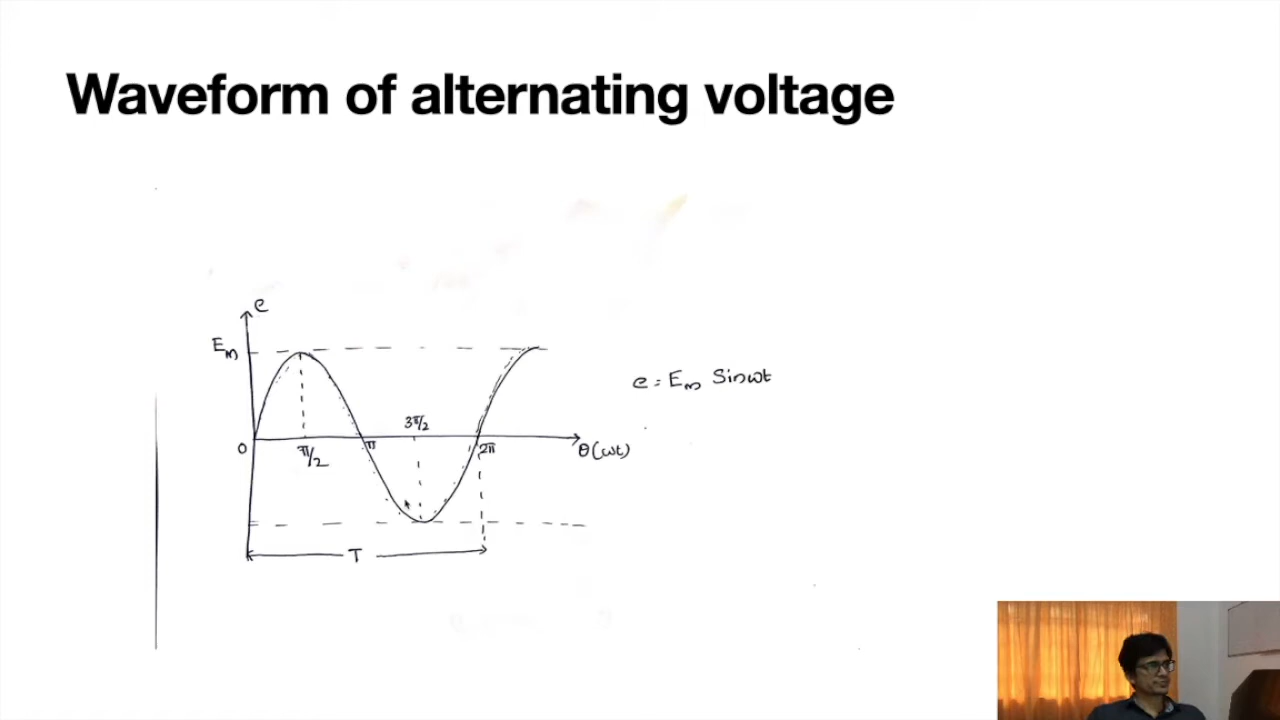 Waveform of alternating voltage
e
Em
e = Em Sinωt
3π/2
0
π/2
π
2π
θ(ωt)
T